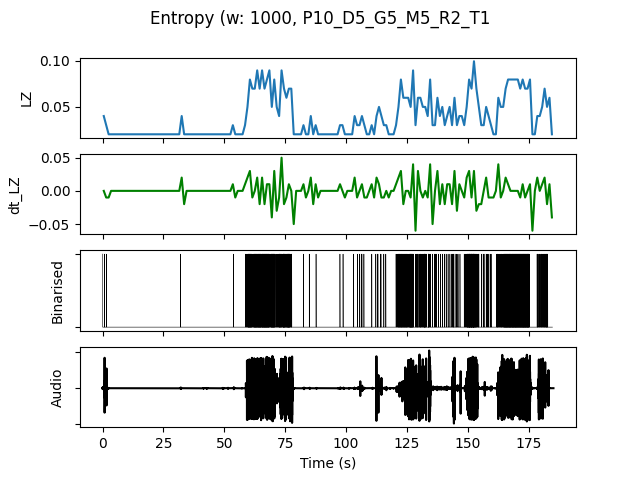 Entropy (w: 1000, P10_D5_G5_M5_R2_T1
0.10
0.05
LZ
0.05
0.00
−0.05
dt_LZ
Binarised
Audio
0 25 50 75 100 125 150 175
Time (s)